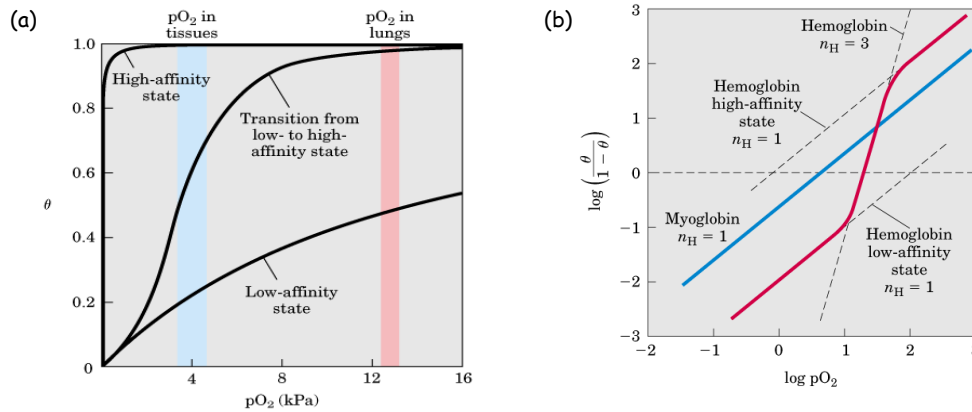 (a)
pO2 in
tissues
pO2 in
lungs
1.0
0.8
0.6
0.4
0.2
0
θ
High-affinity
state
Transition from
low- to high-
affinity state
Low-affinity
state
4
8
12
16
pO2 (kPa)
(b)
3
2
1
0
−1
−2
−3
log (θ / 1 − θ)
Hemoglobin
nH = 3
Hemoglobin
high-affinity
state
nH = 1
Myoglobin
nH = 1
Hemoglobin
low-affinity
state
nH = 1
−2
−1
0
1
2
3
log pO2